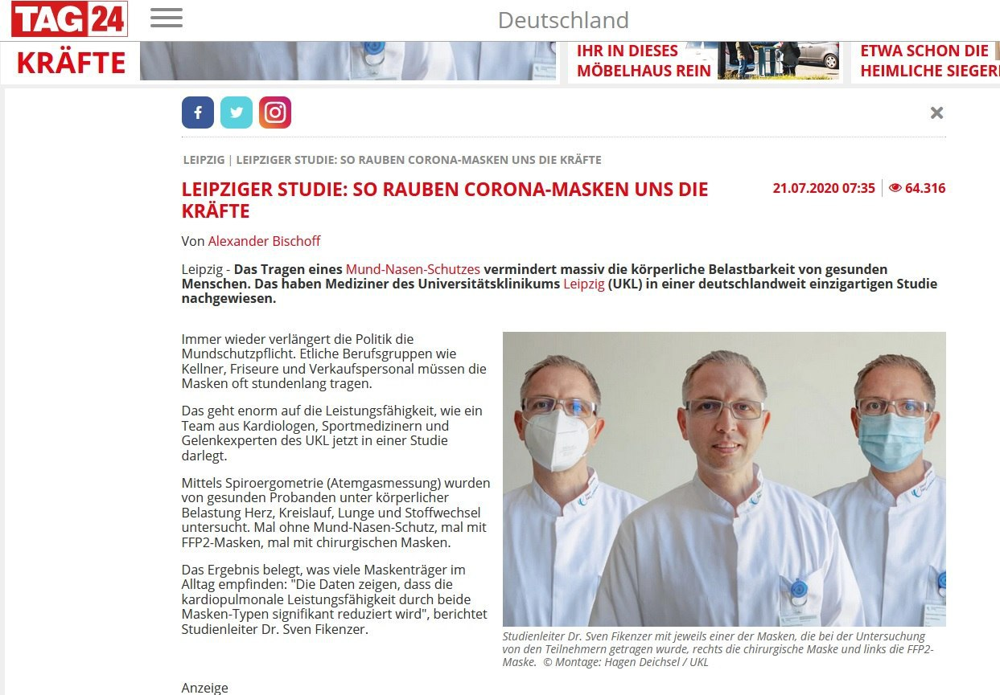 TAG24
Deutschland
KRÄFTE
IHR IN DIESES
MÖBELHAUS REIN
ETWA SCHON DIE
HEIMLICHE SIEGER
LEIPZIG | LEIPZIGER STUDIE: SO RAUBEN CORONA-MASKEN UNS DIE KRÄFTE
LEIPZIGER STUDIE: SO RAUBEN CORONA-MASKEN UNS DIE
KRÄFTE
21.07.2020 07:35 | 64.316
Von Alexander Bischoff
Leipzig - Das Tragen eines Mund-Nasen-Schutzes vermindert massiv die körperliche Belastbarkeit von gesunden
Menschen. Das haben Mediziner des Universitätsklinikums Leipzig (UKL) in einer deutschlandweit einzigartigen Studie
nachgewiesen.
Immer wieder verlängert die Politik die
Mundschutzpflicht. Etliche Berufsgruppen wie
Kellner, Friseure und Verkaufspersonal müssen die
Masken oft stundenlang tragen.
Das geht enorm auf die Leistungsfähigkeit, wie ein
Team aus Kardiologen, Sportmedizinern und
Gelenkexperten des UKL jetzt in einer Studie
darlegt.
Mittels Spiroergometrie (Atemgasmessung) wurden
von gesunden Probanden unter körperlicher
Belastung Herz, Kreislauf, Lunge und Stoffwechsel
untersucht. Mal ohne Mund-Nasen-Schutz, mal mit
FFP2-Masken, mal mit chirurgischen Masken.
Das Ergebnis belegt, was viele Maskenträger im
Alltag empfinden: "Die Daten zeigen, dass die
kardiopulmonale Leistungsfähigkeit durch beide
Masken-Typen signifikant reduziert wird", berichtet
Studienleiter Dr. Sven Fikenzer.
Studienleiter Dr. Sven Fikenzer mit jeweils einer der Masken, die bei der Untersuchung
von den Teilnehmern getragen wurde, rechts die chirurgische Maske und links die FFP2-
Maske. © Montage: Hagen Deichsel / UKL
Anzeige